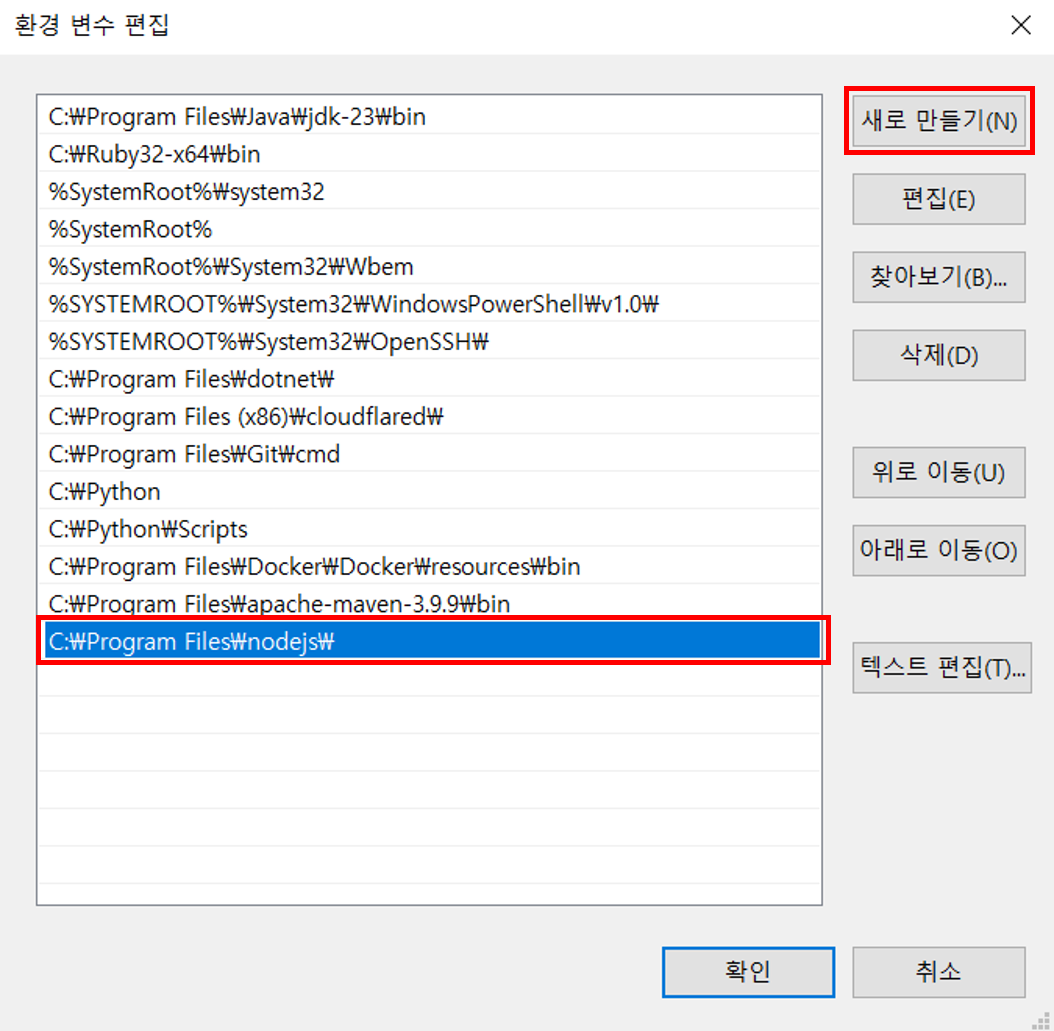 환경 변수 편집
C:₩Program Files₩Java₩jdk-23₩bin
C:₩Ruby32-x64₩bin
%SystemRoot%₩system32
%SystemRoot%
%SystemRoot%₩System32₩Wbem
%SYSTEMROOT%₩System32₩WindowsPowerShell₩v1.0₩
%SYSTEMROOT%₩System32₩OpenSSH₩
C:₩Program Files₩dotnet₩
C:₩Program Files (x86)₩cloudflared₩
C:₩Program Files₩Git₩cmd
C:₩Python
C:₩Python₩Scripts
C:₩Program Files₩Docker₩Docker₩resources₩bin
C:₩Program Files₩apache-maven-3.9.9₩bin
C:₩Program Files₩nodejs₩
새로 만들기(N)
편집(E)
찾아보기(B)...
삭제(D)
위로 이동(U)
아래로 이동(O)
텍스트 편집(T)...
확인
취소